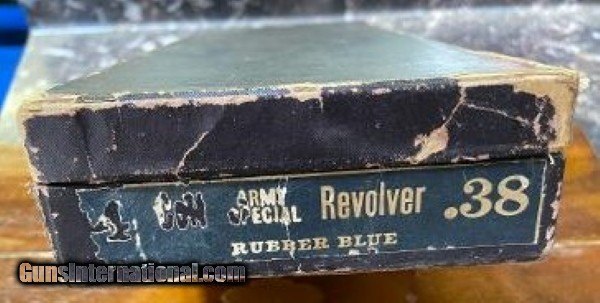 ARMY
SPECIAL Revolver .38
RUBBER BLUE
GunsInternational.com